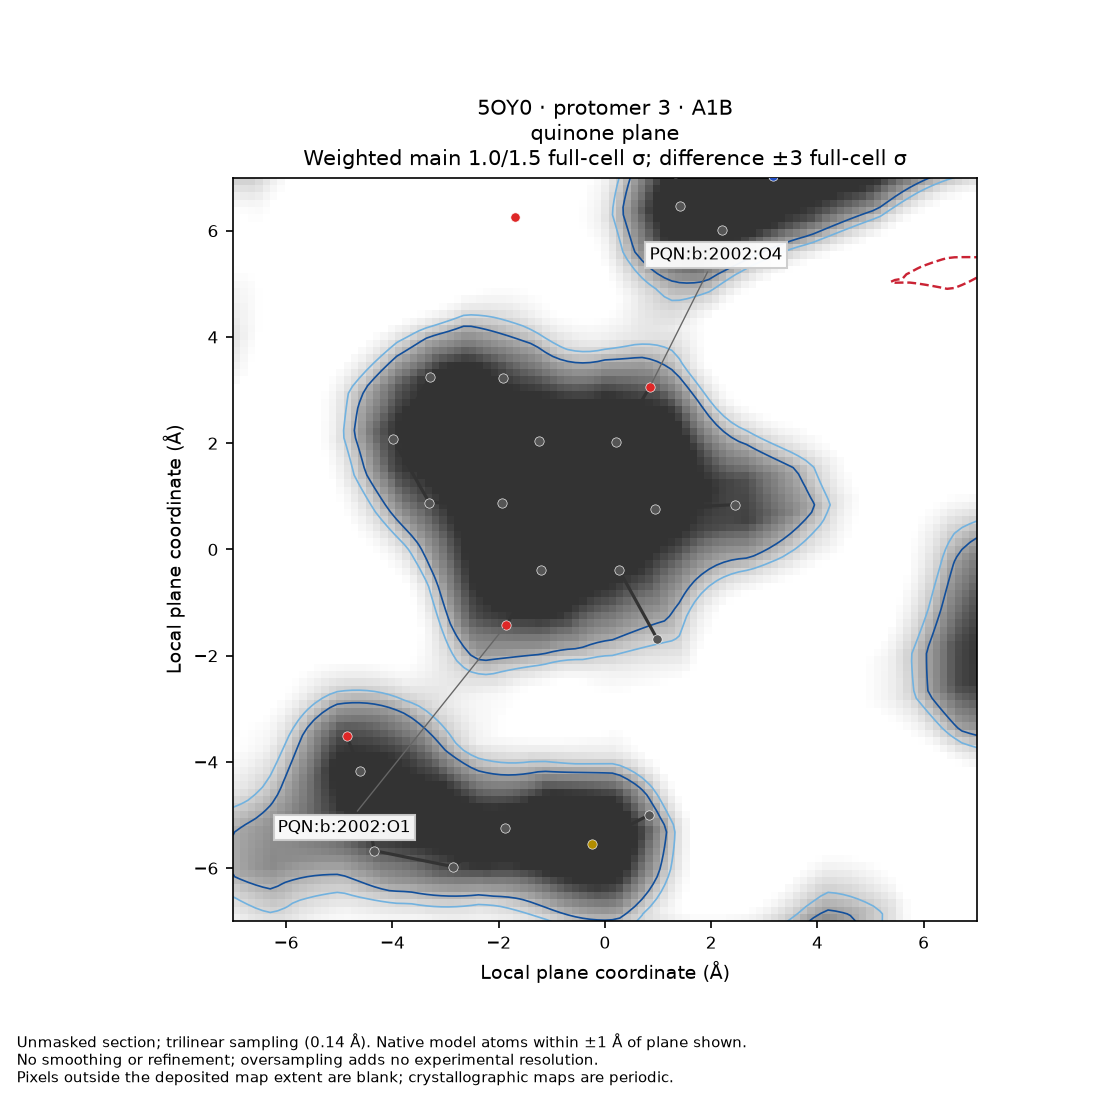 5OY0 · protomer 3 · A1B
quinone plane
Weighted main 1.0/1.5 full-cell σ; difference ±3 full-cell σ
PQN:b:2002:O4
PQN:b:2002:O1
6
4
2
0
−2
−4
−6
Local plane coordinate (Å)
−6
−4
−2
0
2
4
6
Local plane coordinate (Å)
Unmasked section; trilinear sampling (0.14 Å). Native model atoms within ±1 Å of plane shown.
No smoothing or refinement; oversampling adds no experimental resolution.
Pixels outside the deposited map extent are blank; crystallographic maps are periodic.